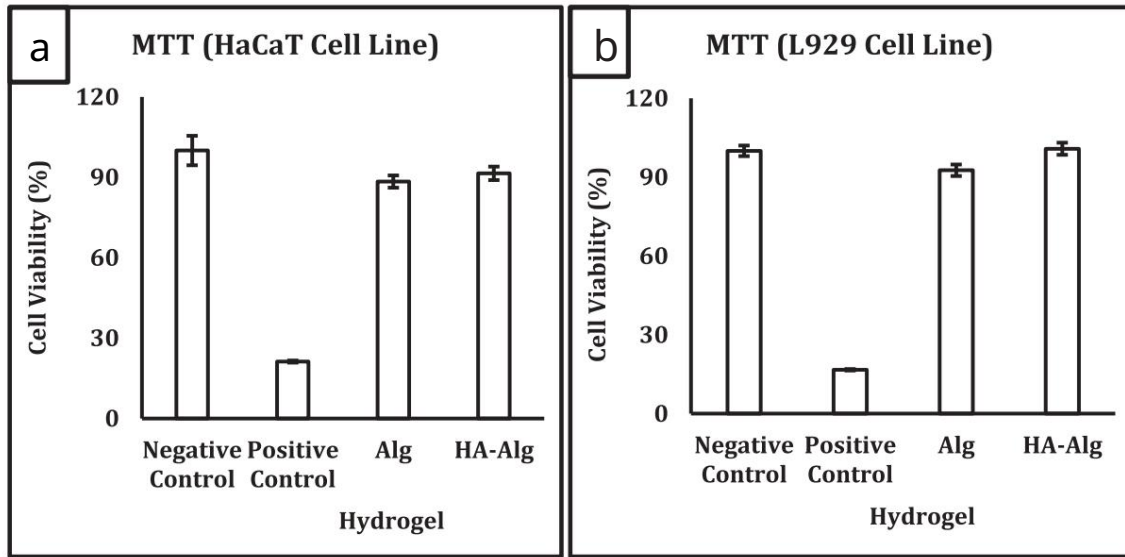 a
MTT (HaCaT Cell Line)
Cell Viability (%)
120
90
60
30
0
Negative Control
Positive Control
Alg
HA-Alg
Hydrogel
b
MTT (L929 Cell Line)
Cell Viability (%)
120
90
60
30
0
Negative Control
Positive Control
Alg
HA-Alg
Hydrogel